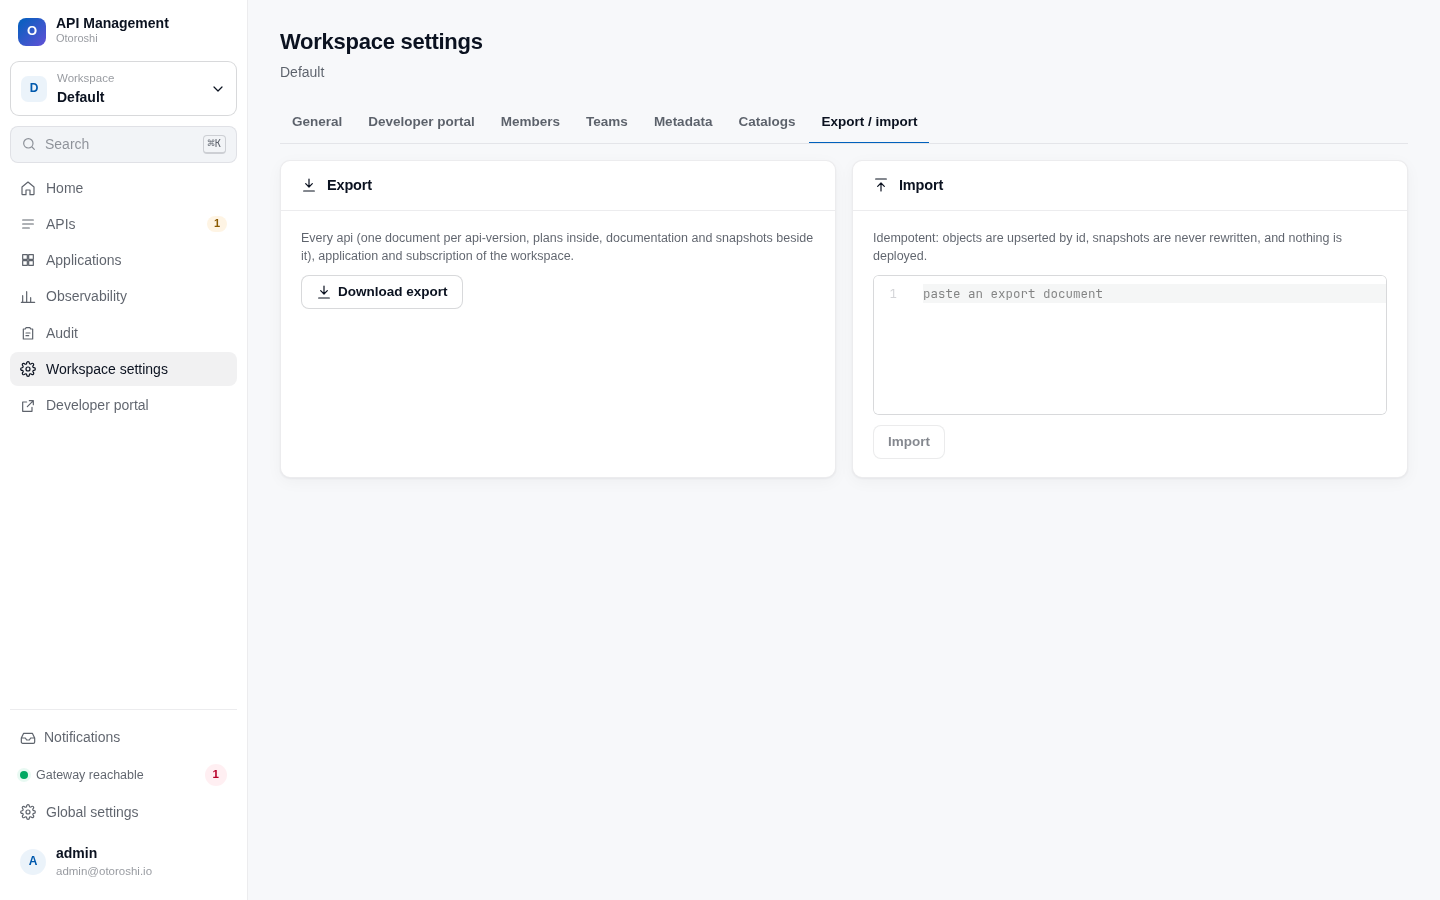 O
API Management
Otoroshi
D
Workspace
Default
Search
⌘K
Home
APIs
1
Applications
Observability
Audit
Workspace settings
Developer portal
Notifications
Gateway reachable
1
Global settings
A
admin
admin@otoroshi.io
Workspace settings
Default
General
Developer portal
Members
Teams
Metadata
Catalogs
Export / import
Export
Every api (one document per api-version, plans inside, documentation and snapshots beside
it), application and subscription of the workspace.
Download export
Import
Idempotent: objects are upserted by id, snapshots are never rewritten, and nothing is
deployed.
1
paste an export document
Import